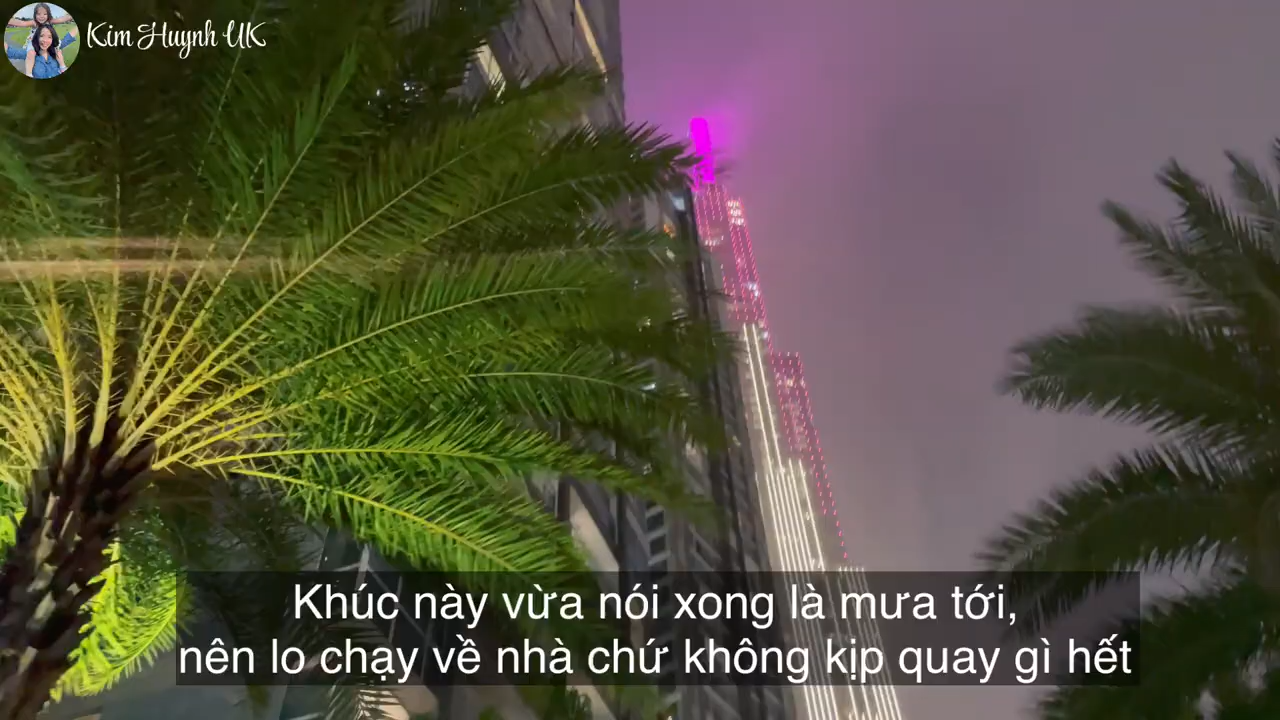 Kim Huynh UK
Khúc này vừa nói xong là mưa tới,
nên lo chạy về nhà chứ không kịp quay gì hết